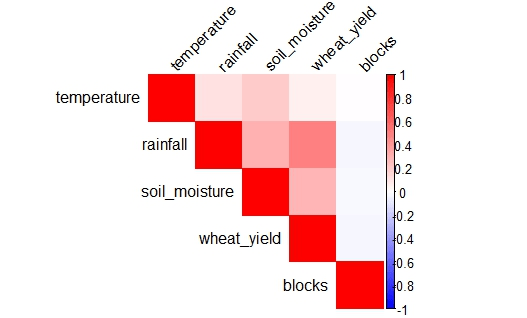 temperature
rainfall
soil_moisture
wheat_yield
blocks
temperature
rainfall
soil_moisture
wheat_yield
blocks
1
0.8
0.6
0.4
0.2
0
-0.2
-0.4
-0.6
-0.8
-1